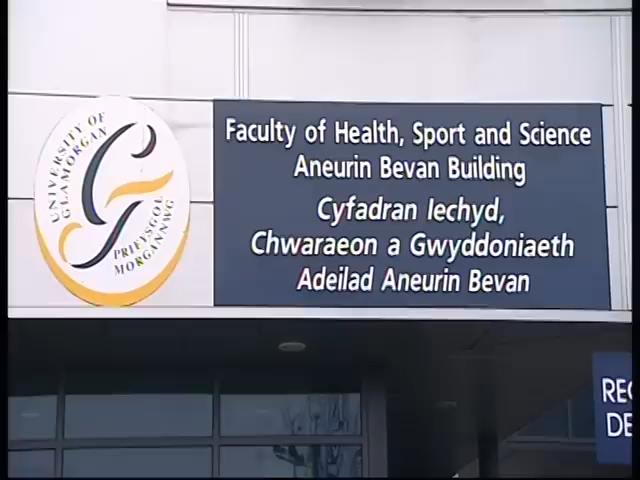 UNIVERSITY OF
GLAMORGAN
PRIFYSGOL
MORGANNWG
Faculty of Health, Sport and Science
Aneurin Bevan Building
Cyfadran Iechyd,
Chwaraeon a Gwyddoniaeth
Adeilad Aneurin Bevan